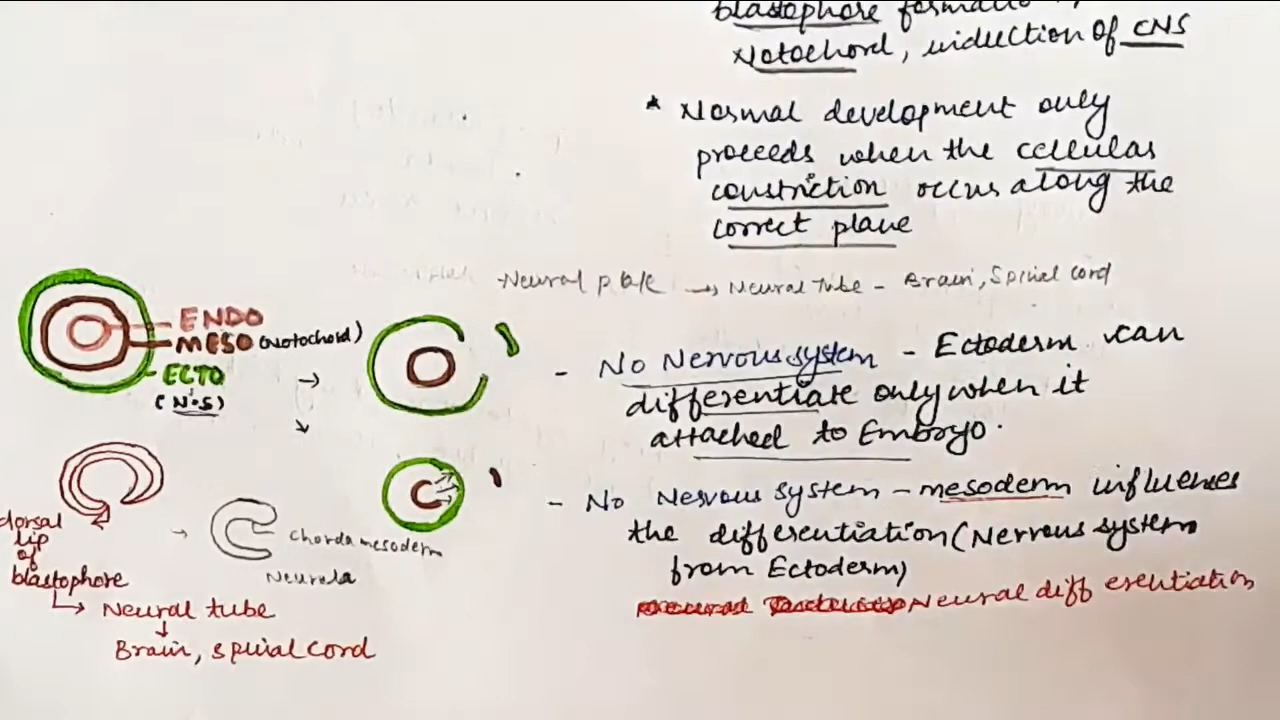 blastophore
Notochord, induction of CNS
* Normal development only
proceeds when the cellular
constriction occurs along the
correct plane
Neural plate → Neural tube - Brain, Spinal cord
ENDO
MESO (Notochord)
ECTO
(N.S)
- No Nervous system - Ectoderm can
differentiate only when it
attached to Embryo.
- No Nervous system - mesoderm influences
the differentiation (Nervous system
from Ectoderm)
Neural differentiation
dorsal
lip
of
blastophore
→ Neural tube
Brain, spinal cord
chorda mesoderm
Neurula